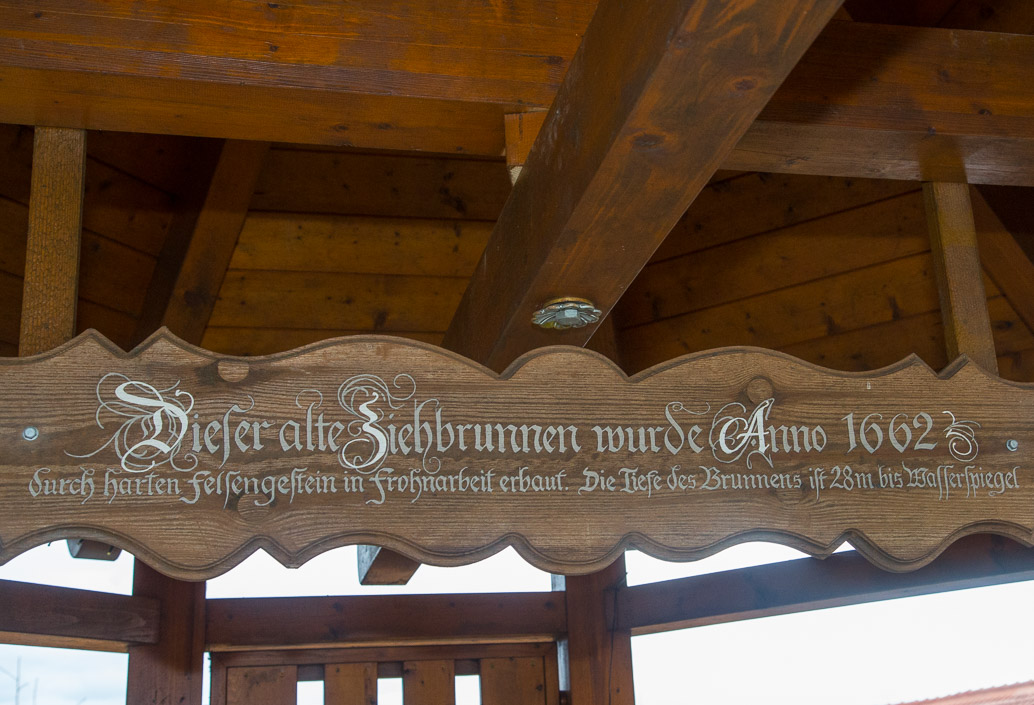 Dieser alte Ziehbrunnen wurde Anno 1662
durch harten Felsengestein in Frohnarbeit erbaut. Die Tiefe des Brunnens ist 28m bis Wasserspiegel